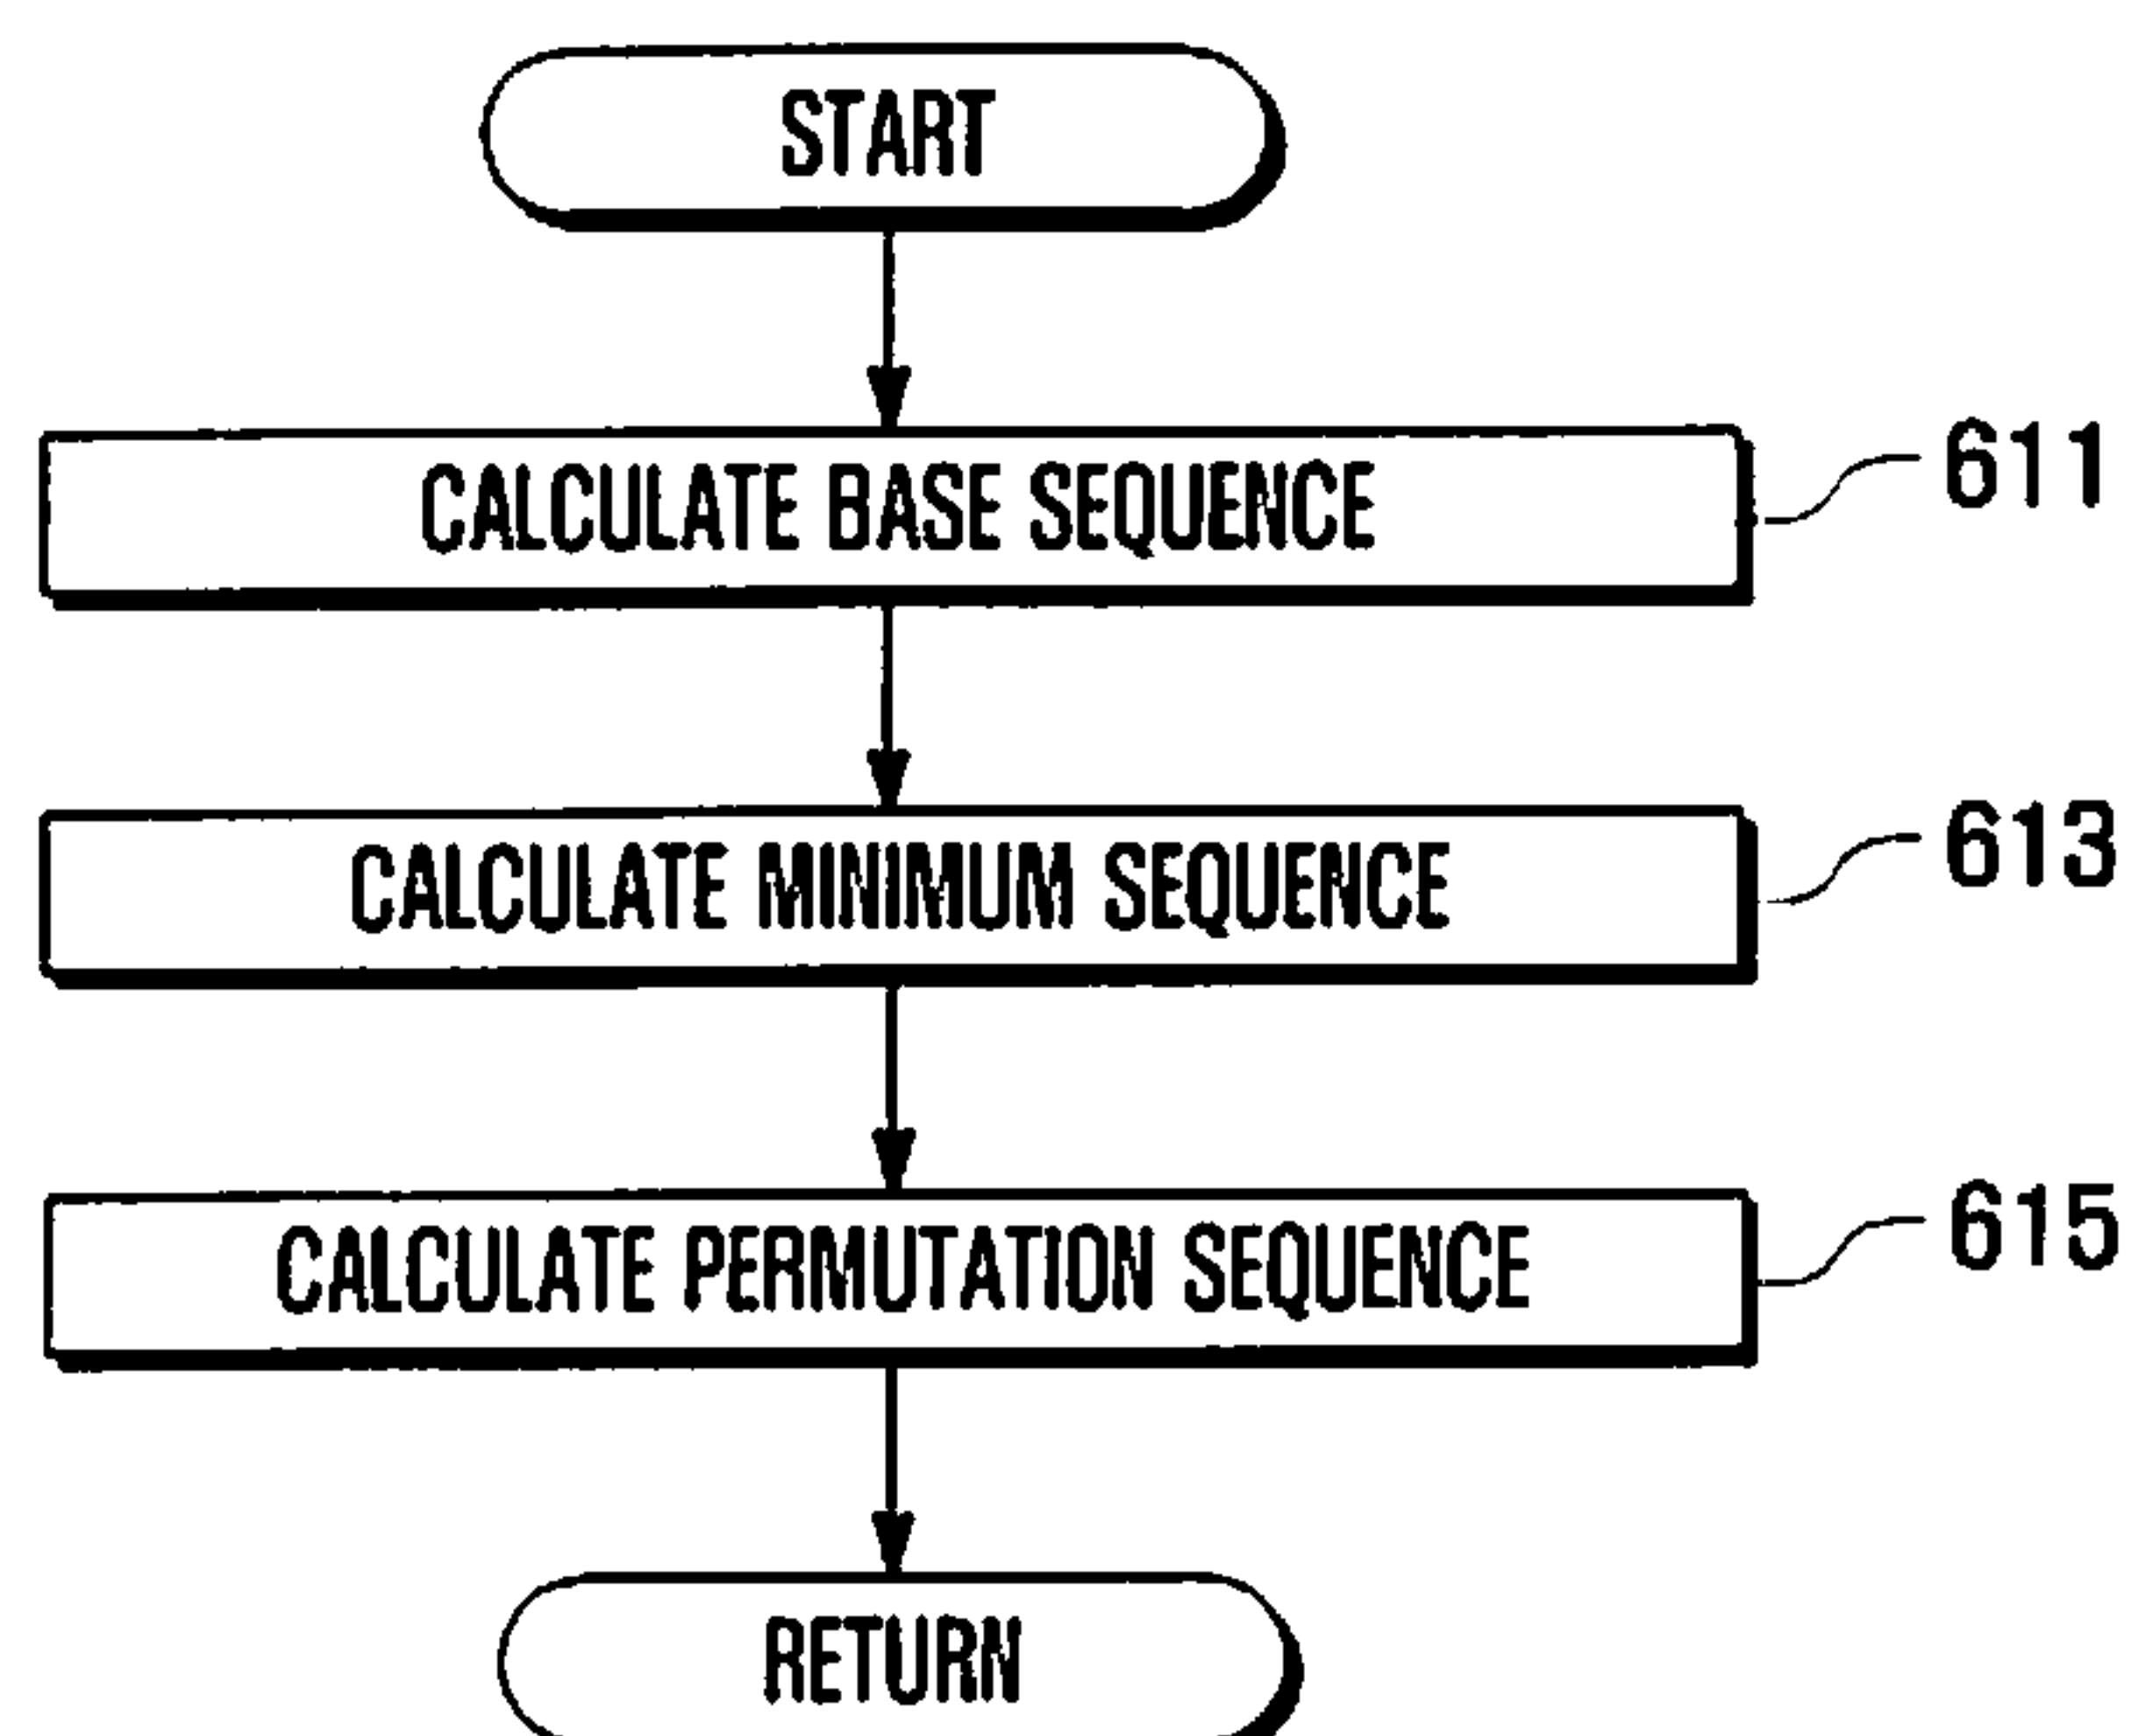 START
CALCULATE BASE SEQUENCE
611
CALCULATE MINIMUM SEQUENCE
613
CALCULATE PERMUTATION SEQUENCE
615
RETURN